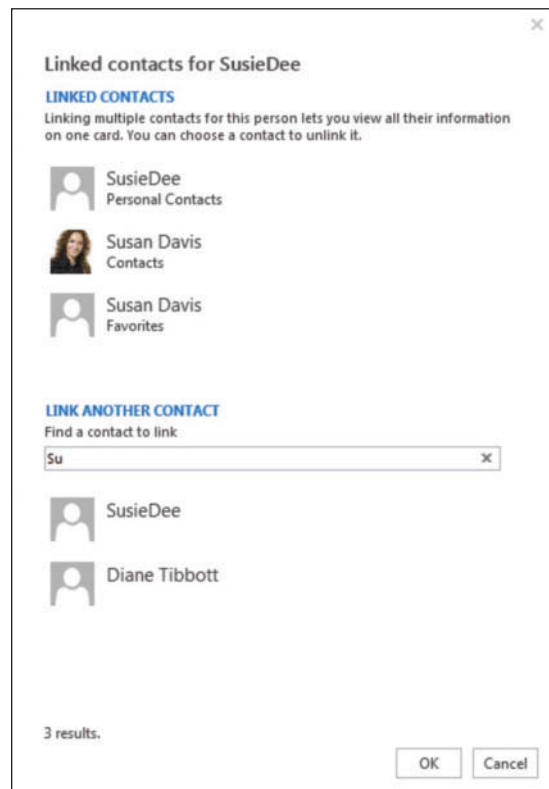 Linked contacts for SusieDee
LINKED CONTACTS
Linking multiple contacts for this person lets you view all their information
on one card. You can choose a contact to unlink it.
SusieDee
Personal Contacts
Susan Davis
Contacts
Susan Davis
Favorites
LINK ANOTHER CONTACT
Find a contact to link
Su
SusieDee
Diane Tibbott
3 results.
OK
Cancel